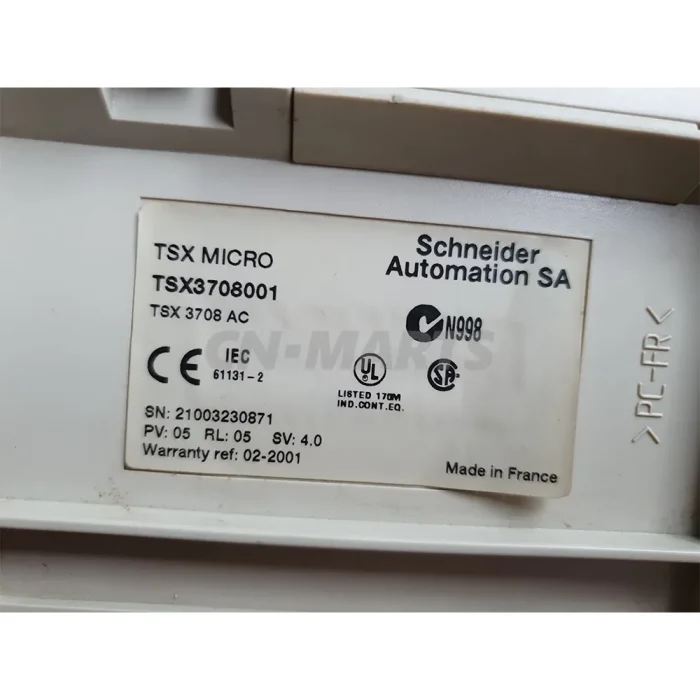 TSX MICRO
TSX3708001
TSX 3708 AC
Schneider
Automation SA
N998
CE
IEC
61131-2
UL
LISTED 170M
IND.CONT.EQ.
SA
SN: 21003230871
PV: 05 RL: 05 SV: 4.0
Warranty ref: 02-2001
Made in France
>PC-FR<
CN-MARTS